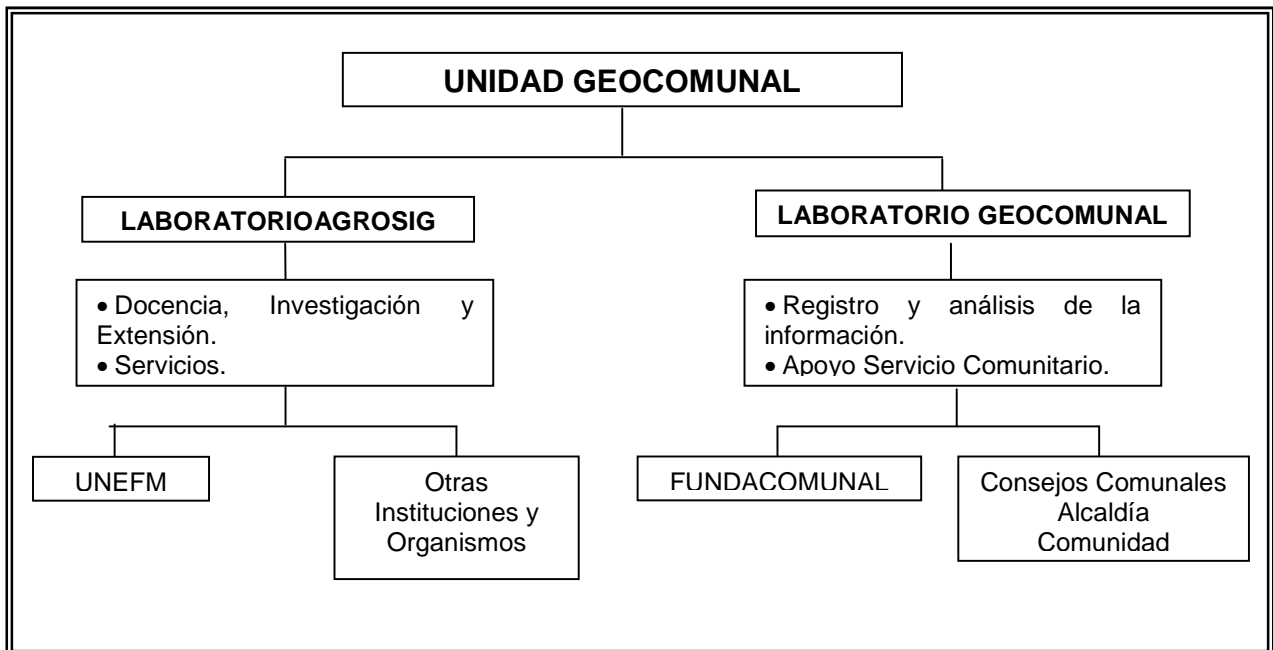 UNIDAD GEOCOMUNAL
LABORATORIOAGROSIG
LABORATORIO GEOCOMUNAL
• Docencia, Investigación y
Extensión.
• Servicios.
• Registro y análisis de la
información.
• Apoyo Servicio Comunitario.
UNEFM
Otras
Instituciones y
Organismos
FUNDACOMUNAL
Consejos Comunales
Alcaldía
Comunidad